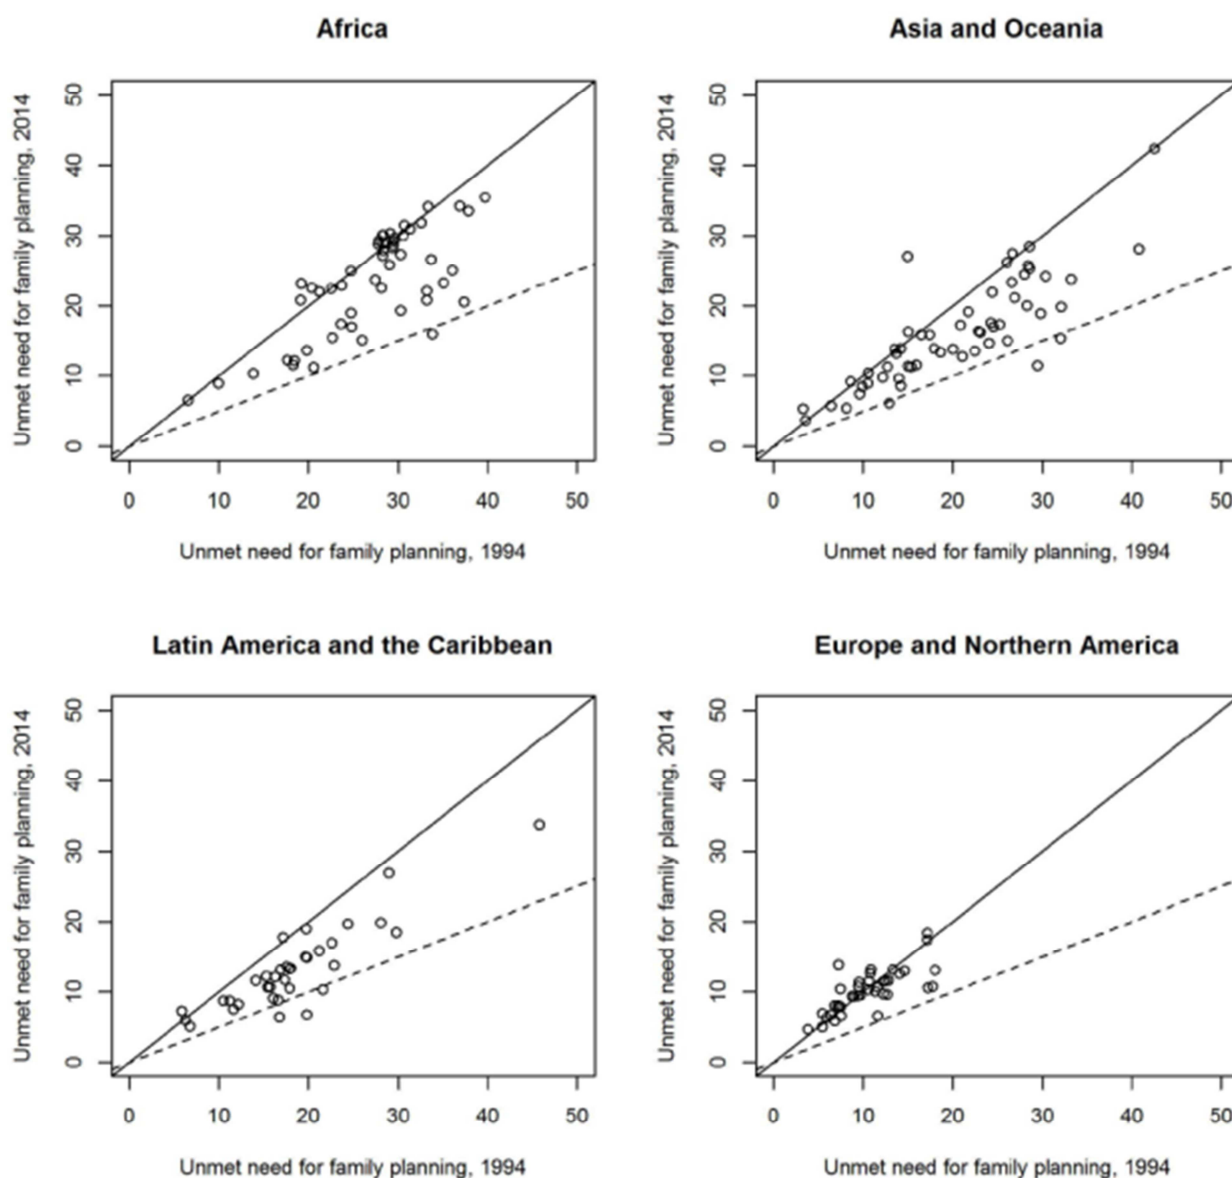 Africa
Unmet need for family planning, 2014
50
40
30
20
10
0
0 10 20 30 40 50
Unmet need for family planning, 1994
Asia and Oceania
Unmet need for family planning, 2014
50
40
30
20
10
0
0 10 20 30 40 50
Unmet need for family planning, 1994
Latin America and the Caribbean
Unmet need for family planning, 2014
50
40
30
20
10
0
0 10 20 30 40 50
Unmet need for family planning, 1994
Europe and Northern America
Unmet need for family planning, 2014
50
40
30
20
10
0
0 10 20 30 40 50
Unmet need for family planning, 1994